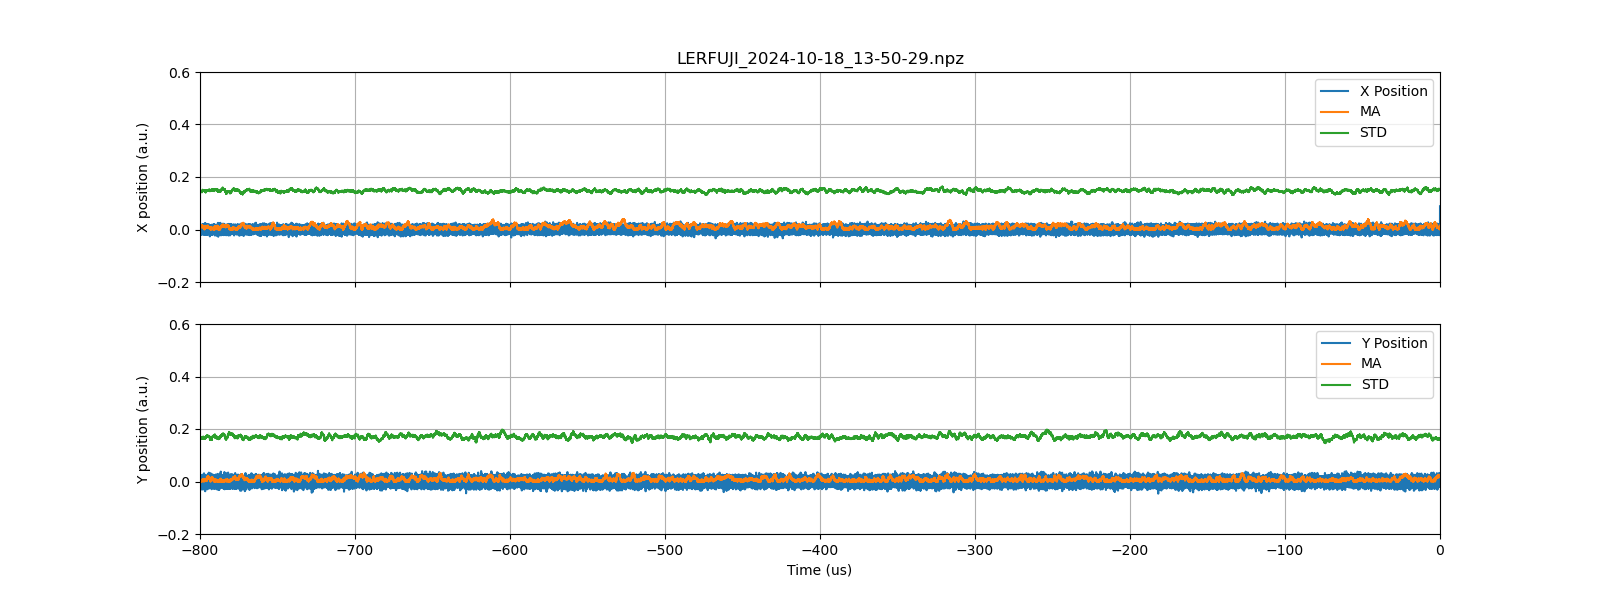 LERFUJI_2024-10-18_13-50-29.npz
0.6
0.4
0.2
0.0
−0.2
X position (a.u.)
X Position
MA
STD
0.6
0.4
0.2
0.0
−0.2
Y position (a.u.)
Y Position
MA
STD
−800 −700 −600 −500 −400 −300 −200 −100 0
Time (us)